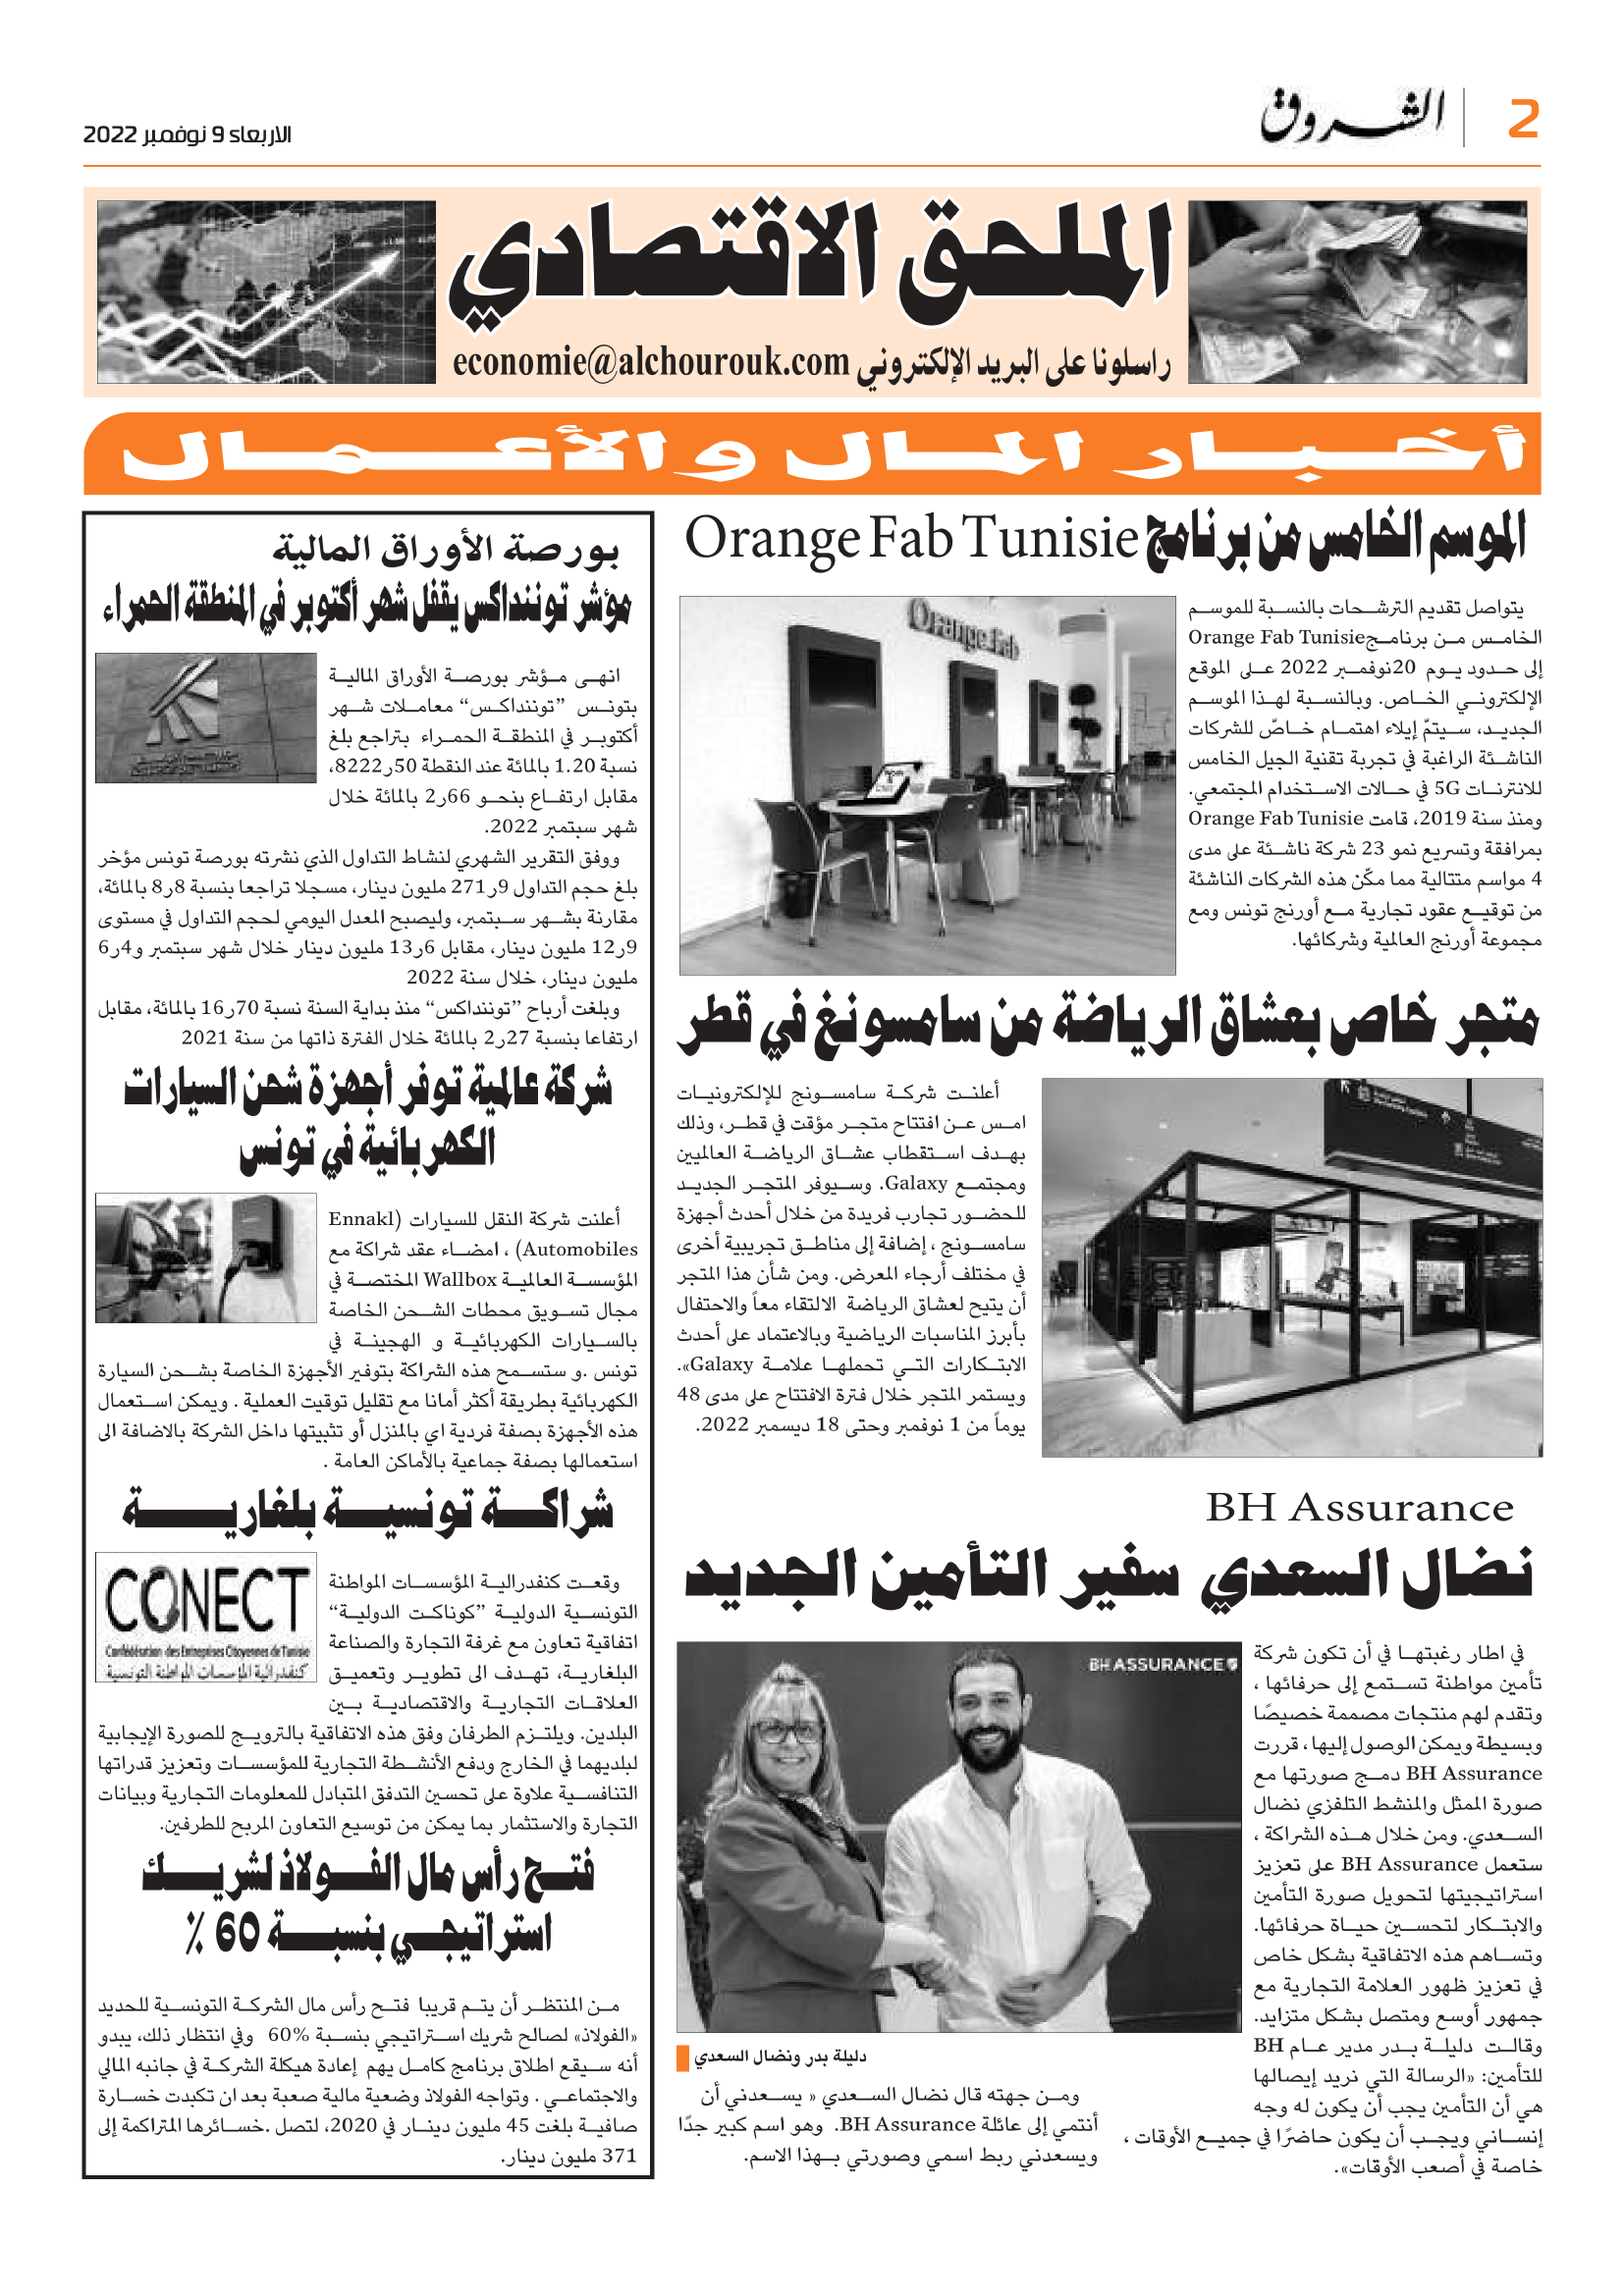 2
الشروق
الاربعاء 9 نوفمبر 2022
الملحق الاقتصادي
راسلونا على البريد الإلكتروني economie@alchourouk.com
أخبار المال والأعمال
الموسم الخامس من برنامج Orange Fab Tunisie
Orange Fab
يتواصل تقديم الترشحات بالنسبة للموسم
الخامس من برنامج Orange Fab Tunisie
إلى حدود يوم 20نوفمبر 2022 على الموقع
الإلكتروني الخاص. وبالنسبة لهذا الموسم
الجديد، سيتمّ إيلاء اهتمام خاصّ للشركات
الناشئة الراغبة في تجربة تقنية الجيل الخامس
للانترنات 5G في حالات الاستخدام المجتمعي.
ومنذ سنة 2019، قامت Orange Fab Tunisie
بمرافقة وتسريع نمو 23 شركة ناشئة على مدى
4 مواسم متتالية مما مكّن هذه الشركات الناشئة
من توقيع عقود تجارية مع أورنج تونس ومع
مجموعة أورنج العالمية وشركائها.
متجر خاص بعشاق الرياضة من سامسونغ في قطر
أعلنت شركة سامسونج للإلكترونيات
امس عن افتتاح متجر مؤقت في قطر، وذلك
بهدف استقطاب عشاق الرياضة العالميين
ومجتمع Galaxy. وسيوفر المتجر الجديد
للحضور تجارب فريدة من خلال أحدث أجهزة
سامسونج ، إضافة إلى مناطق تجريبية أخرى
في مختلف أرجاء المعرض. ومن شأن هذا المتجر
أن يتيح لعشاق الرياضة الالتقاء معاً والاحتفال
بأبرز المناسبات الرياضية وبالاعتماد على أحدث
الابتكارات التي تحملها علامة Galaxy».
ويستمر المتجر خلال فترة الافتتاح على مدى 48
يوماً من 1 نوفمبر وحتى 18 ديسمبر 2022.
BH Assurance
نضال السعدي سفير التأمين الجديد
BH ASSURANCE
في اطار رغبتها في أن تكون شركة
تأمين مواطنة تستمع إلى حرفائها ،
وتقدم لهم منتجات مصممة خصيصًا
وبسيطة ويمكن الوصول إليها ، قررت
BH Assurance دمج صورتها مع
صورة الممثل والمنشط التلفزي نضال
السعدي. ومن خلال هذه الشراكة ،
ستعمل BH Assurance على تعزيز
استراتيجيتها لتحويل صورة التأمين
والابتكار لتحسين حياة حرفائها.
وتساهم هذه الاتفاقية بشكل خاص
في تعزيز ظهور العلامة التجارية مع
جمهور أوسع ومتصل بشكل متزايد.
وقالت دليلة بدر مدير عام BH
للتأمين: «الرسالة التي نريد إيصالها
هي أن التأمين يجب أن يكون له وجه
إنساني ويجب أن يكون حاضرًا في جميع الأوقات ،
خاصة في أصعب الأوقات».
دليلة بدر ونضال السعدي
ومن جهته قال نضال السعدي « يسعدني أن
أنتمي إلى عائلة BH Assurance. وهو اسم كبير جدًا
ويسعدني ربط اسمي وصورتي بهذا الاسم.
بورصة الأوراق المالية
مؤشر توننداكس يقفل شهر أكتوبر في المنطقة الحمراء
انهى مؤشر بورصة الأوراق المالية
بتونس ”توننداكس“ معاملات شهر
أكتوبر في المنطقة الحمراء بتراجع بلغ
نسبة 1.20 بالمائة عند النقطة 50ر8222،
مقابل ارتفاع بنحو 66ر2 بالمائة خلال
شهر سبتمبر 2022.
ووفق التقرير الشهري لنشاط التداول الذي نشرته بورصة تونس مؤخر
بلغ حجم التداول 9ر271 مليون دينار، مسجلا تراجعا بنسبة 8ر8 بالمائة،
مقارنة بشهر سبتمبر، وليصبح المعدل اليومي لحجم التداول في مستوى
9ر12 مليون دينار، مقابل 6ر13 مليون دينار خلال شهر سبتمبر و4ر6
مليون دينار، خلال سنة 2022
وبلغت أرباح ”توننداكس“ منذ بداية السنة نسبة 70ر16 بالمائة، مقابل
ارتفاعا بنسبة 27ر2 بالمائة خلال الفترة ذاتها من سنة 2021
شركة عالمية توفر أجهزة شحن السيارات
الكهربائية في تونس
أعلنت شركة النقل للسيارات (Ennakl
Automobiles) ، امضاء عقد شراكة مع
المؤسسة العالمية Wallbox المختصة في
مجال تسويق محطات الشحن الخاصة
بالسيارات الكهربائية و الهجينة في
تونس .و ستسمح هذه الشراكة بتوفير الأجهزة الخاصة بشحن السيارة
الكهربائية بطريقة أكثر أمانا مع تقليل توقيت العملية . ويمكن استعمال
هذه الأجهزة بصفة فردية اي بالمنزل أو تثبيتها داخل الشركة بالاضافة الى
استعمالها بصفة جماعية بالأماكن العامة .
شراكة تونسية بلغارية
CONECT
Confédération des Entreprises Citoyennes de Tunisie
كنفدرالية المؤسسات المواطنة التونسية
وقعت كنفدرالية المؤسسات المواطنة
التونسية الدولية ”كوناكت الدولية“
اتفاقية تعاون مع غرفة التجارة والصناعة
البلغارية، تهدف الى تطوير وتعميق
العلاقات التجارية والاقتصادية بين
البلدين. ويلتزم الطرفان وفق هذه الاتفاقية بالترويج للصورة الإيجابية
لبلديهما في الخارج ودفع الأنشطة التجارية للمؤسسات وتعزيز قدراتها
التنافسية علاوة على تحسين التدفق المتبادل للمعلومات التجارية وبيانات
التجارة والاستثمار بما يمكن من توسيع التعاون المربح للطرفين.
فتح رأس مال الفولاذ لشريك
استراتيجي بنسبة 60 ٪
من المنتظر أن يتم قريبا فتح رأس مال الشركة التونسية للحديد
«الفولاذ» لصالح شريك استراتيجي بنسبة 60% وفي انتظار ذلك، يبدو
أنه سيقع اطلاق برنامج كامل يهم إعادة هيكلة الشركة في جانبه المالي
والاجتماعي . وتواجه الفولاذ وضعية مالية صعبة بعد ان تكبدت خسارة
صافية بلغت 45 مليون دينار في 2020، لتصل .خسائرها المتراكمة إلى
371 مليون دينار.